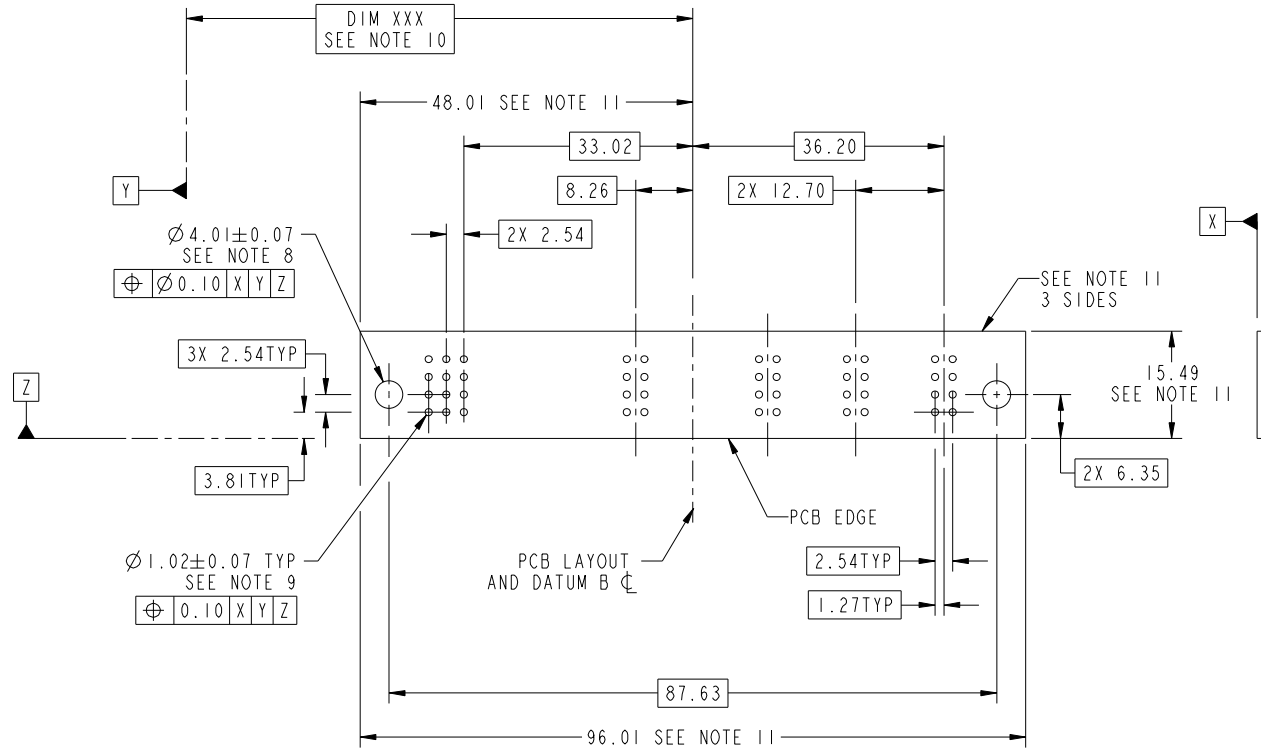 DIM XXX
SEE NOTE 10
48.01 SEE NOTE 11
33.02
36.20
8.26
2X 12.70
Y
2X 2.54
X
Ø4.01±0.07
SEE NOTE 8
⌖ Ø0.10 X Y Z
SEE NOTE 11
3 SIDES
3X 2.54TYP
15.49
SEE NOTE 11
Z
3.81TYP
2X 6.35
PCB EDGE
Ø1.02±0.07 TYP
SEE NOTE 9
⌖ 0.10 X Y Z
PCB LAYOUT
AND DATUM B ℄
2.54TYP
1.27TYP
87.63
96.01 SEE NOTE 11